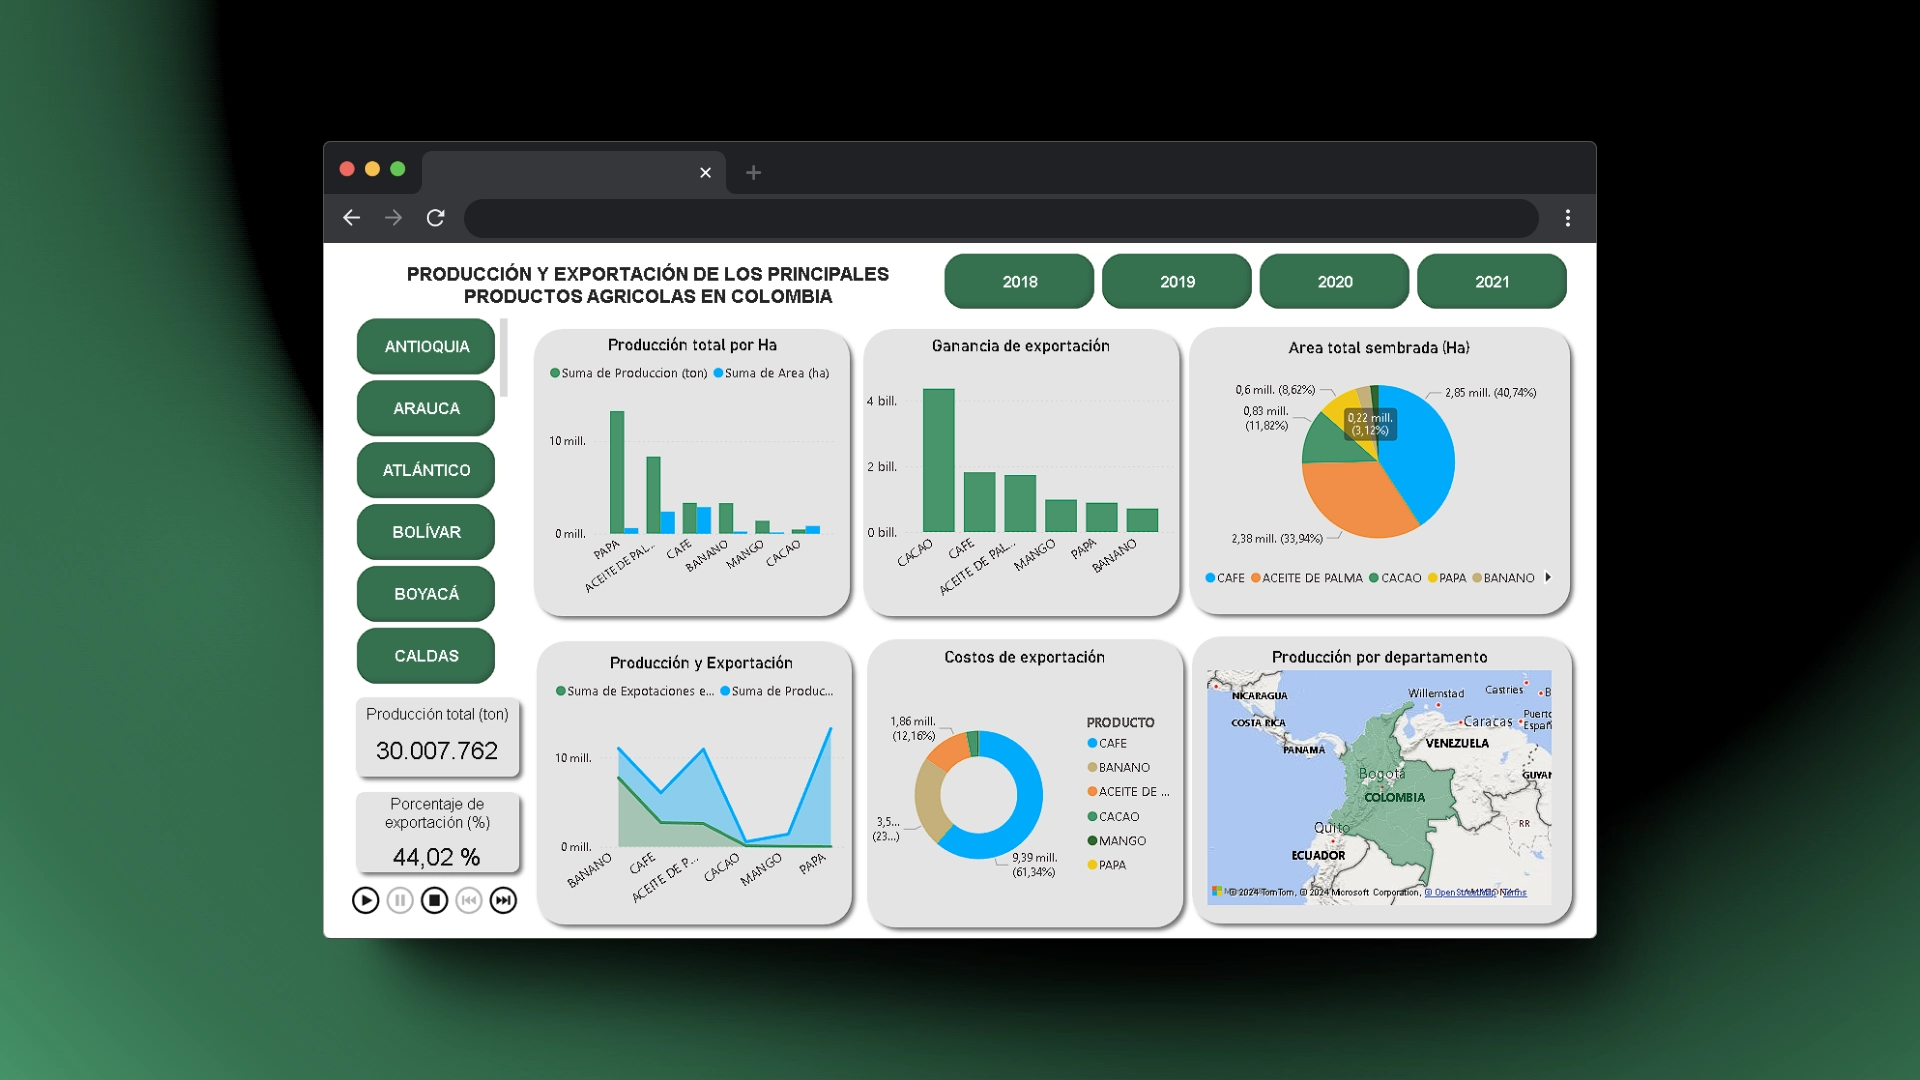 PRODUCCIÓN Y EXPORTACIÓN DE LOS PRINCIPALES
PRODUCTOS AGRICOLAS EN COLOMBIA
2018
2019
2020
2021
ANTIOQUIA
ARAUCA
ATLÁNTICO
BOLÍVAR
BOYACÁ
CALDAS
Producción total (ton)
30.007.762
Porcentaje de
exportación (%)
44,02 %
Producción total por Ha
Suma de Produccion (ton) Suma de Area (ha)
10 mill.
0 mill.
PAPA
ACEITE DE PAL...
CAFE
BANANO
MANGO
CACAO
Ganancia de exportación
4 bill.
2 bill.
0 bill.
CACAO
CAFE
ACEITE DE PAL...
MANGO
PAPA
BANANO
Area total sembrada (Ha)
0,6 mill. (8,62%)
0,83 mill.
(11,82%)
0,22 mill.
(3,12%)
2,85 mill. (40,74%)
2,38 mill. (33,94%)
CAFE ACEITE DE PALMA CACAO PAPA BANANO
Producción y Exportación
Suma de Expotaciones e... Suma de Produc...
10 mill.
0 mill.
BANANO
CAFE
ACEITE DE P...
CACAO
MANGO
PAPA
Costos de exportación
1,86 mill.
(12,16%)
3,5...
(23...)
9,39 mill.
(61,34%)
PRODUCTO
CAFE
BANANO
ACEITE DE ...
CACAO
MANGO
PAPA
Producción por departamento
NICARAGUA
Willemstad
Castries
B
COSTA RICA
Caracas
Puerto
Españ
PANAMA
VENEZUELA
GUYAN
Bogotá
COLOMBIA
Quito
RR
ECUADOR
© 2024 TomTom, © 2024 Microsoft Corporation, © OpenStreetMap Terms